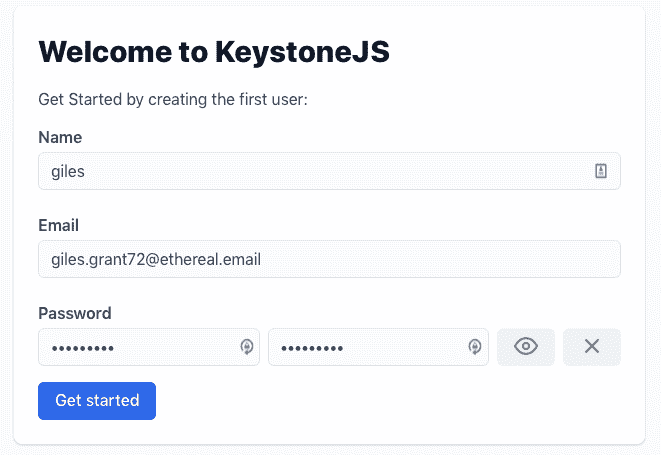 Welcome to KeystoneJS
Get Started by creating the first user:
Name
giles
Email
giles.grant72@ethereal.email
Password
••••••••• •••••••••
Get started